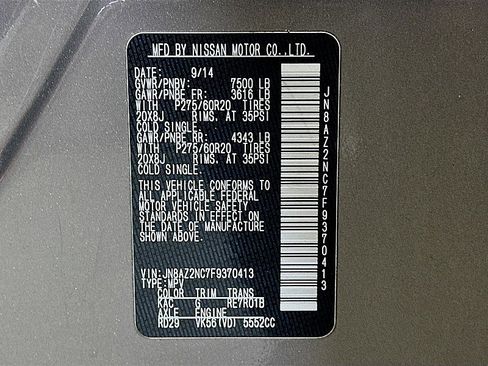 MFD BY NISSAN MOTOR CO.,LTD.
DATE: 9/14
GVWR/PNBV: 7500 LB
GAWR/PNBE FR: 3616 LB
WITH P275/60R20 TIRES
20X8J RIMS. AT 35PSI
COLD SINGLE.
GAWR/PNBE RR: 4343 LB
WITH P275/60R20 TIRES
20X8J RIMS. AT 35PSI
COLD SINGLE.
THIS VEHICLE CONFORMS TO
ALL APPLICABLE FEDERAL
MOTOR VEHICLE SAFETY
STANDARDS IN EFFECT ON
THE DATE OF MANUFACTURE
SHOWN ABOVE.
VIN:JN8AZ2NC7F9370413
TYPE:MPV
COLOR TRIM TRANS
KAC G RE7R01B
AXLE ENGINE
RD29 VK56(VD) 5552CC
JN8AZ2NC7F9370413